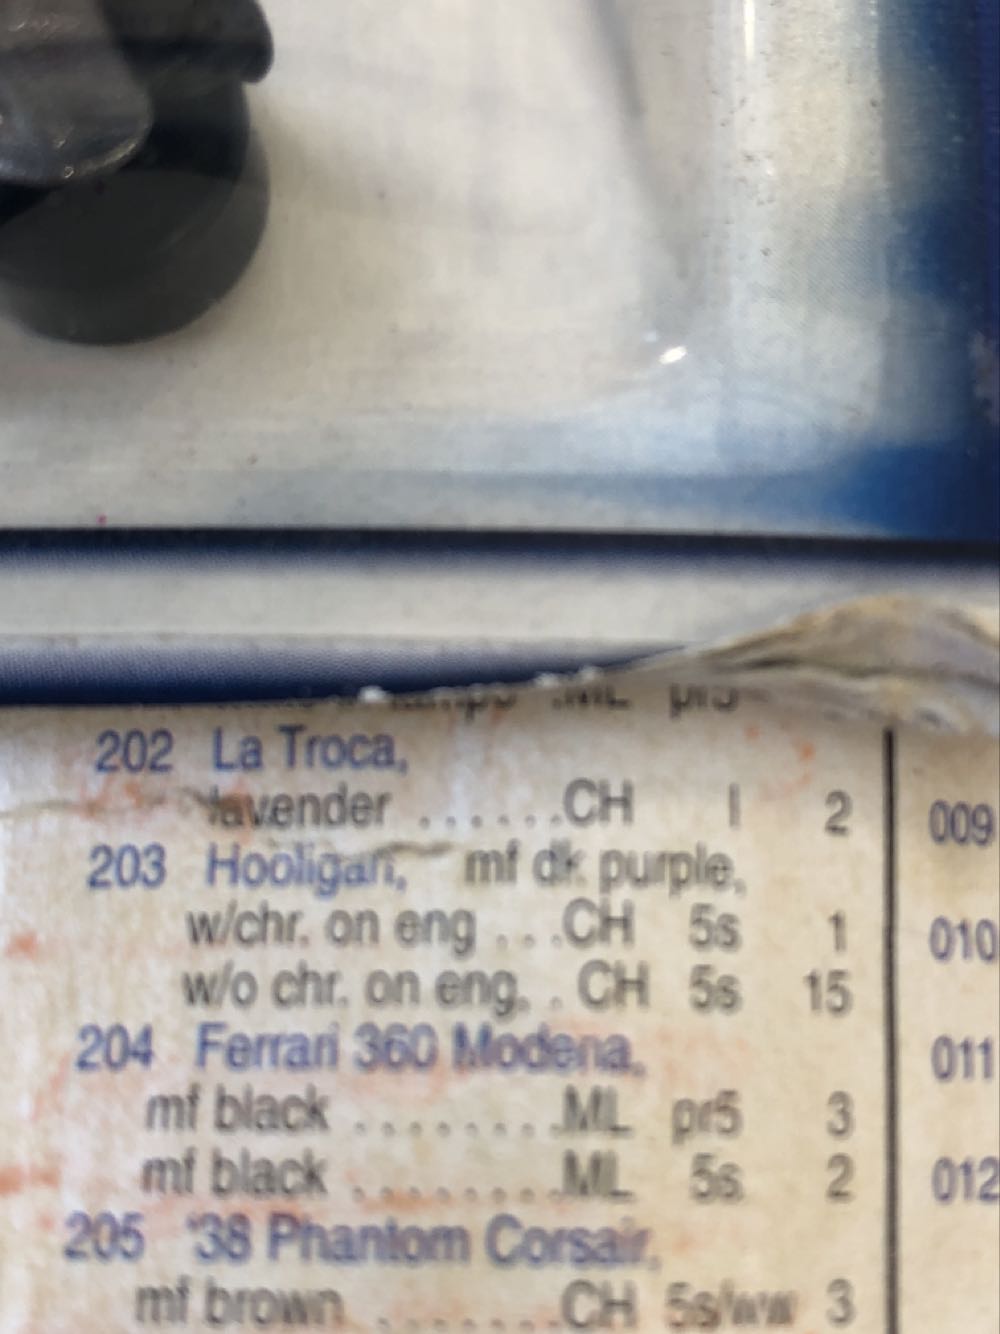 ML pr5
202 La Troca,
lavender ......CH l 2
203 Hooligan, mf dk purple,
w/chr. on eng ...CH 5s 1
w/o chr. on eng. . CH 5s 15
204 Ferrari 360 Modena,
mf black ........ML pr5 3
mf black ........ML 5s 2
205 '38 Phantom Corsair,
mf brown .......CH 5s/ww 3
009
010
011
012